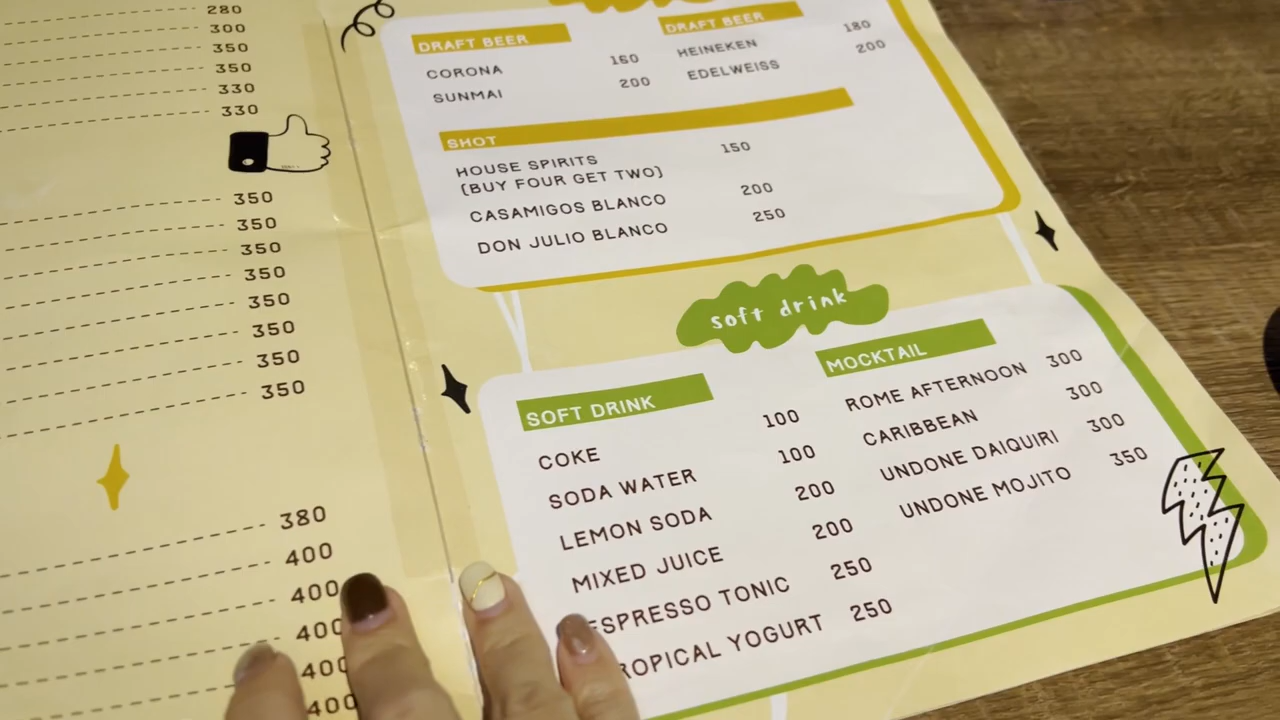 280
300
350
350
330
330
350
350
350
350
350
350
350
350
380
400
400
400
400
400
DRAFT BEER
CORONA 160
SUNMAI 200
DRAFT BEER
HEINEKEN 180
EDELWEISS 200
SHOT
HOUSE SPIRITS 150
(BUY FOUR GET TWO)
CASAMIGOS BLANCO 200
DON JULIO BLANCO 250
soft drink
SOFT DRINK
COKE 100
SODA WATER 100
LEMON SODA 200
MIXED JUICE 200
ESPRESSO TONIC 250
TROPICAL YOGURT 250
MOCKTAIL
ROME AFTERNOON 300
CARIBBEAN 300
UNDONE DAIQUIRI 300
UNDONE MOJITO 350